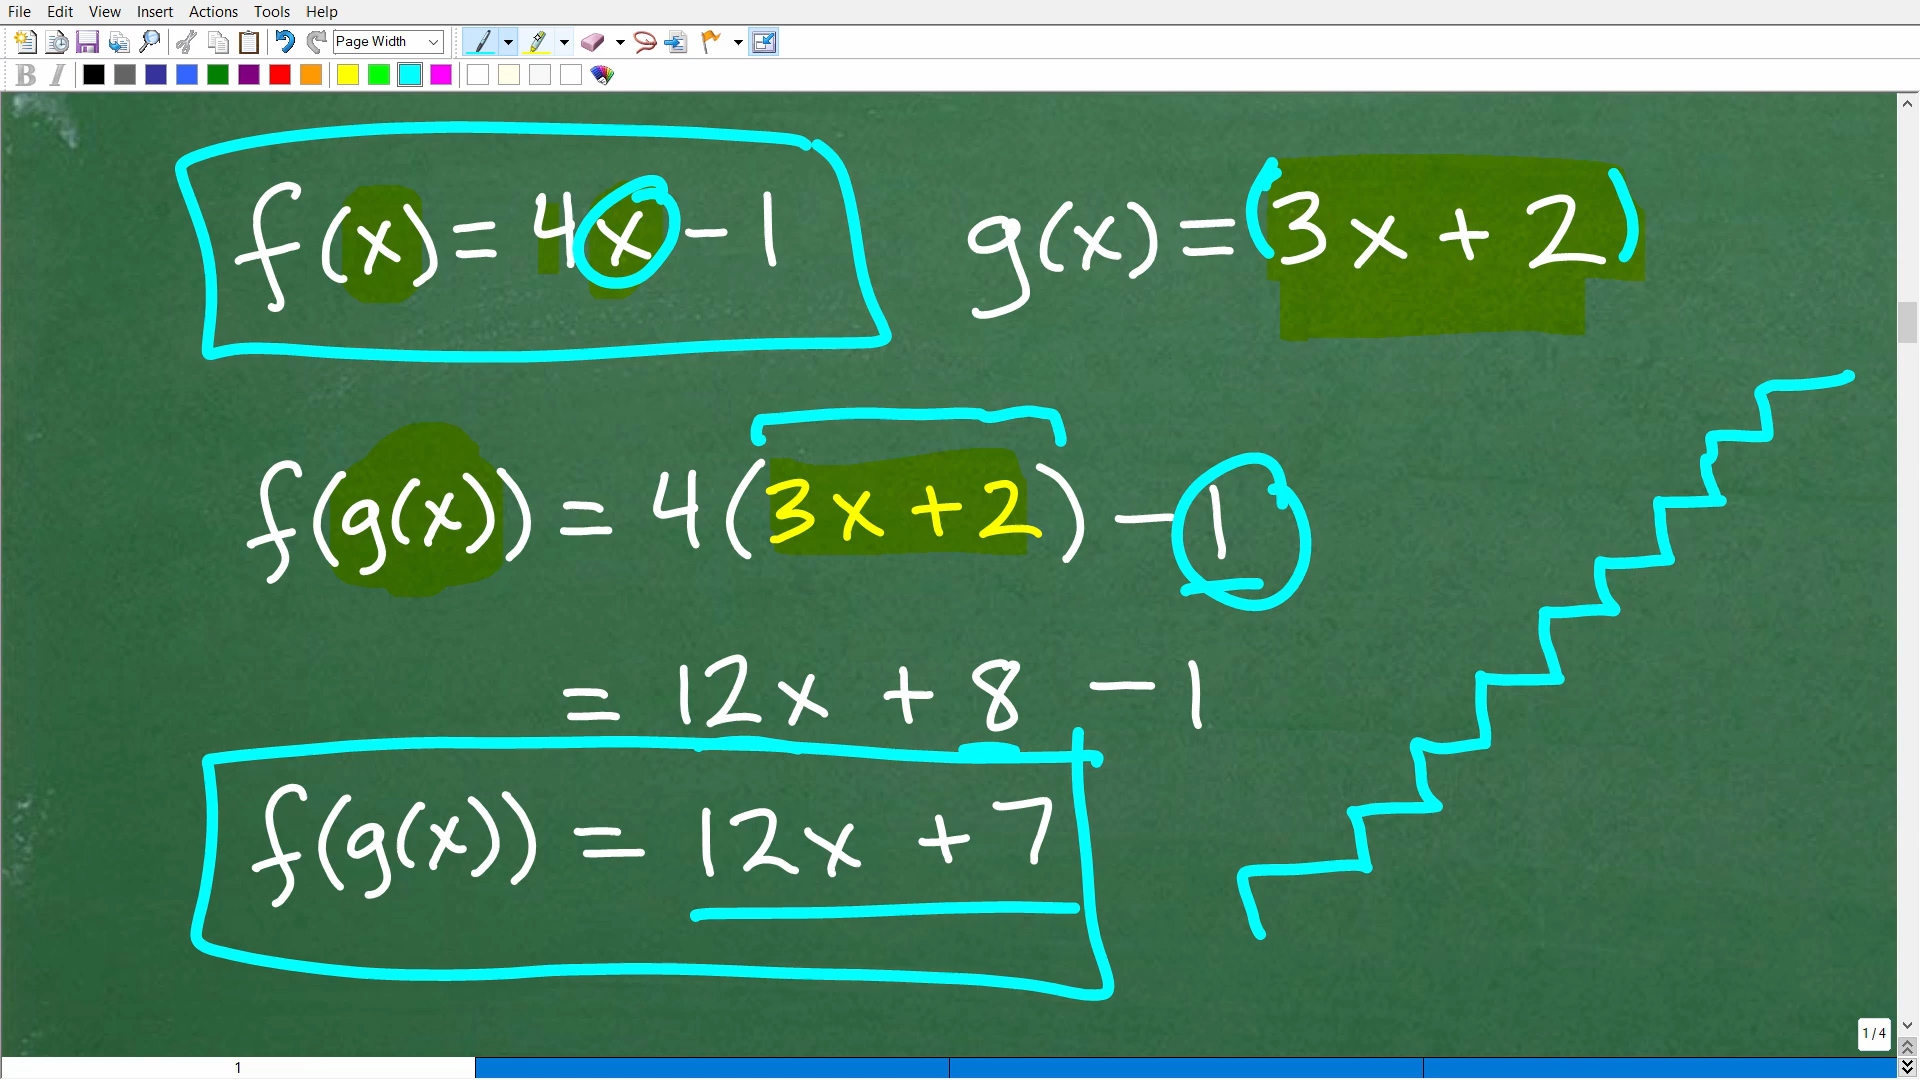 File Edit View Insert Actions Tools Help
Page Width
B I
f(x) = 4x - 1 g(x) = (3x + 2)
f(g(x)) = 4(3x + 2) - 1
= 12x + 8 - 1
f(g(x)) = 12x + 7
1/4
1